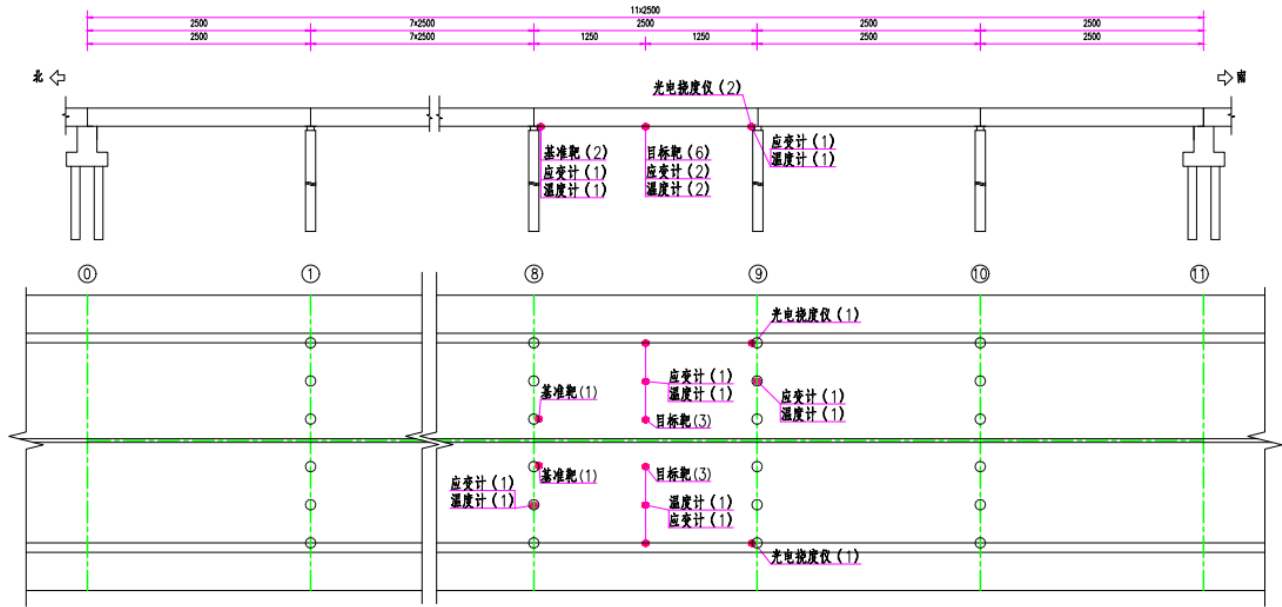 11×2500
2500 7×2500 2500 2500 2500
2500 7×2500 1250 1250 2500 2500
北 南
光电挠度仪(2)
基准靶(2) 目标靶(6) 应变计(1)
应变计(1) 应变计(2) 温度计(1)
温度计(1) 温度计(2)
0 1 8 9 10 11
光电挠度仪(1)
应变计(1)
温度计(1)
基准靶(1)
应变计(1)
温度计(1)
目标靶(3)
基准靶(1)
目标靶(3)
应变计(1)
温度计(1)
温度计(1)
应变计(1)
光电挠度仪(1)